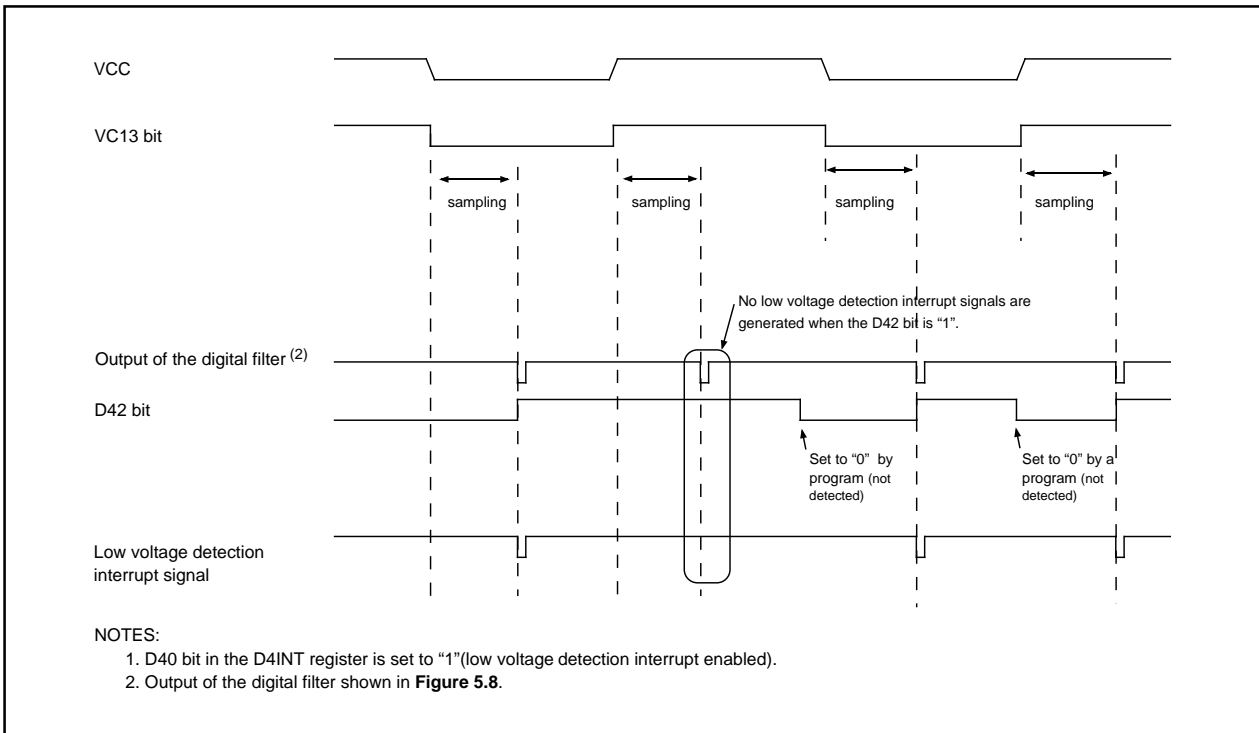 VCC
VC13 bit
sampling
sampling
sampling
sampling
No low voltage detection interrupt signals are
generated when the D42 bit is “1”.
Output of the digital filter (2)
D42 bit
Set to “0” by
program (not
detected)
Set to “0” by a
program (not
detected)
Low voltage detection
interrupt signal
NOTES:
1. D40 bit in the D4INT register is set to “1”(low voltage detection interrupt enabled).
2. Output of the digital filter shown in Figure 5.8.